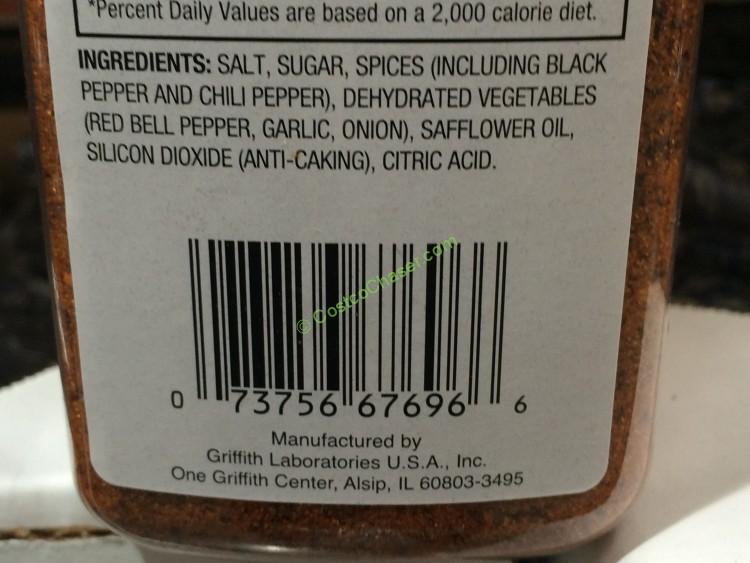 *Percent Daily Values are based on a 2,000 calorie diet.
INGREDIENTS: SALT, SUGAR, SPICES (INCLUDING BLACK
PEPPER AND CHILI PEPPER), DEHYDRATED VEGETABLES
(RED BELL PEPPER, GARLIC, ONION), SAFFLOWER OIL,
SILICON DIOXIDE (ANTI-CAKING), CITRIC ACID.
© CostcoChaser.com
0 73756 67696 6
Manufactured by
Griffith Laboratories U.S.A., Inc.
One Griffith Center, Alsip, IL 60803-3495